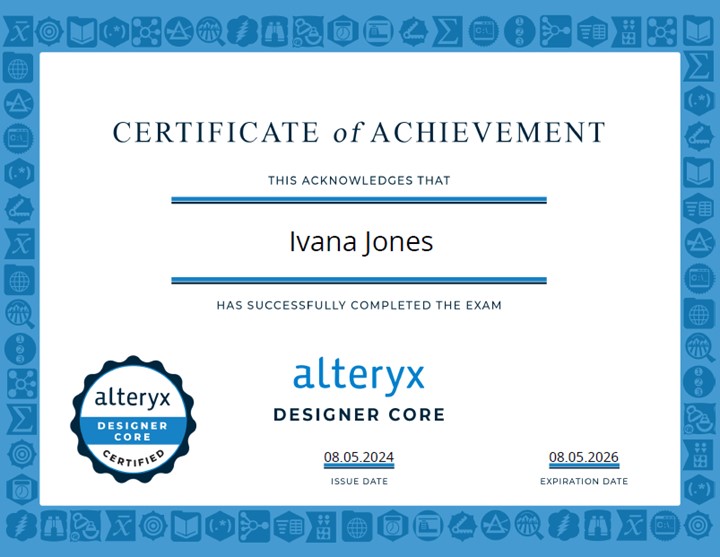 CERTIFICATE of ACHIEVEMENT
THIS ACKNOWLEDGES THAT
Ivana Jones
HAS SUCCESSFULLY COMPLETED THE EXAM
alteryx
DESIGNER CORE
alteryx
DESIGNER
CORE
CERTIFIED
08.05.2024
ISSUE DATE
08.05.2026
EXPIRATION DATE